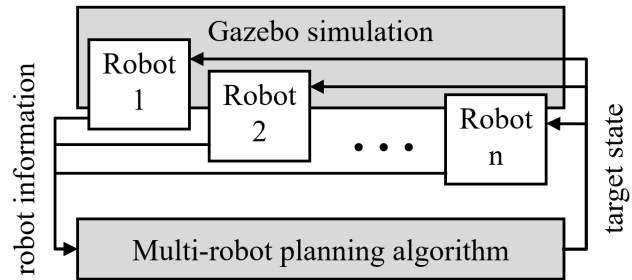 Gazebo simulation
Robot
1
Robot
2
Robot
n
• • •
robot information
target state
Multi-robot planning algorithm